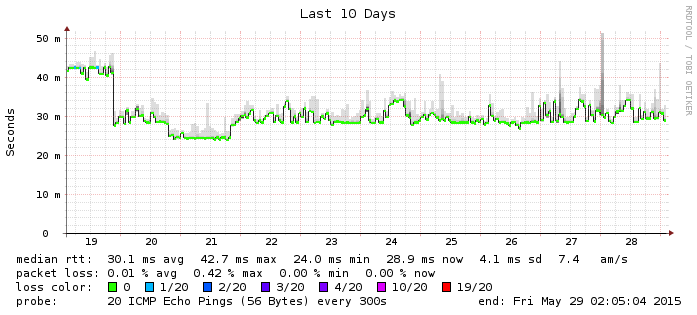 Last 10 Days
RRDTOOL / TOBI OETIKER
Seconds
50 m
40 m
30 m
20 m
10 m
0
19 20 21 22 23 24 25 26 27 28
median rtt: 30.1 ms avg 42.7 ms max 24.0 ms min 28.9 ms now 4.1 ms sd 7.4 am/s
packet loss: 0.01 % avg 0.42 % max 0.00 % min 0.00 % now
loss color: 0 1/20 2/20 3/20 4/20 10/20 19/20
probe: 20 ICMP Echo Pings (56 Bytes) every 300s end: Fri May 29 02:05:04 2015